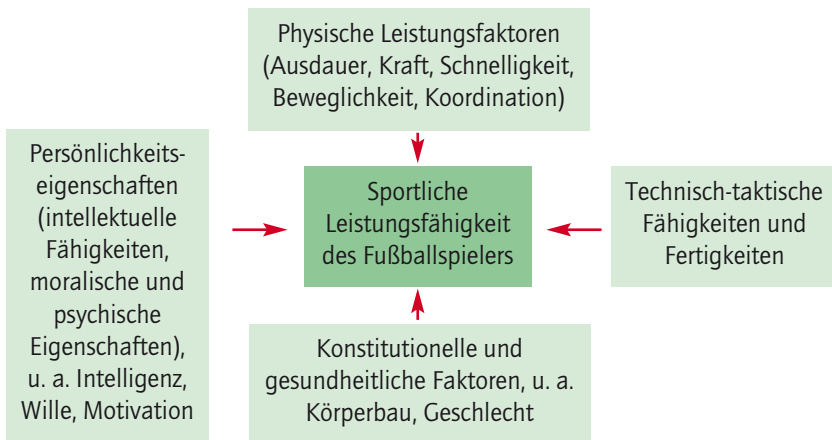 Physische Leistungsfaktoren
(Ausdauer, Kraft, Schnelligkeit,
Beweglichkeit, Koordination)
Persönlichkeits-
eigenschaften
(intellektuelle
Fähigkeiten,
moralische und
psychische
Eigenschaften),
u. a. Intelligenz,
Wille, Motivation
Sportliche
Leistungsfähigkeit
des Fußballspielers
Technisch-taktische
Fähigkeiten und
Fertigkeiten
Konstitutionelle und
gesundheitliche Faktoren, u. a.
Körperbau, Geschlecht